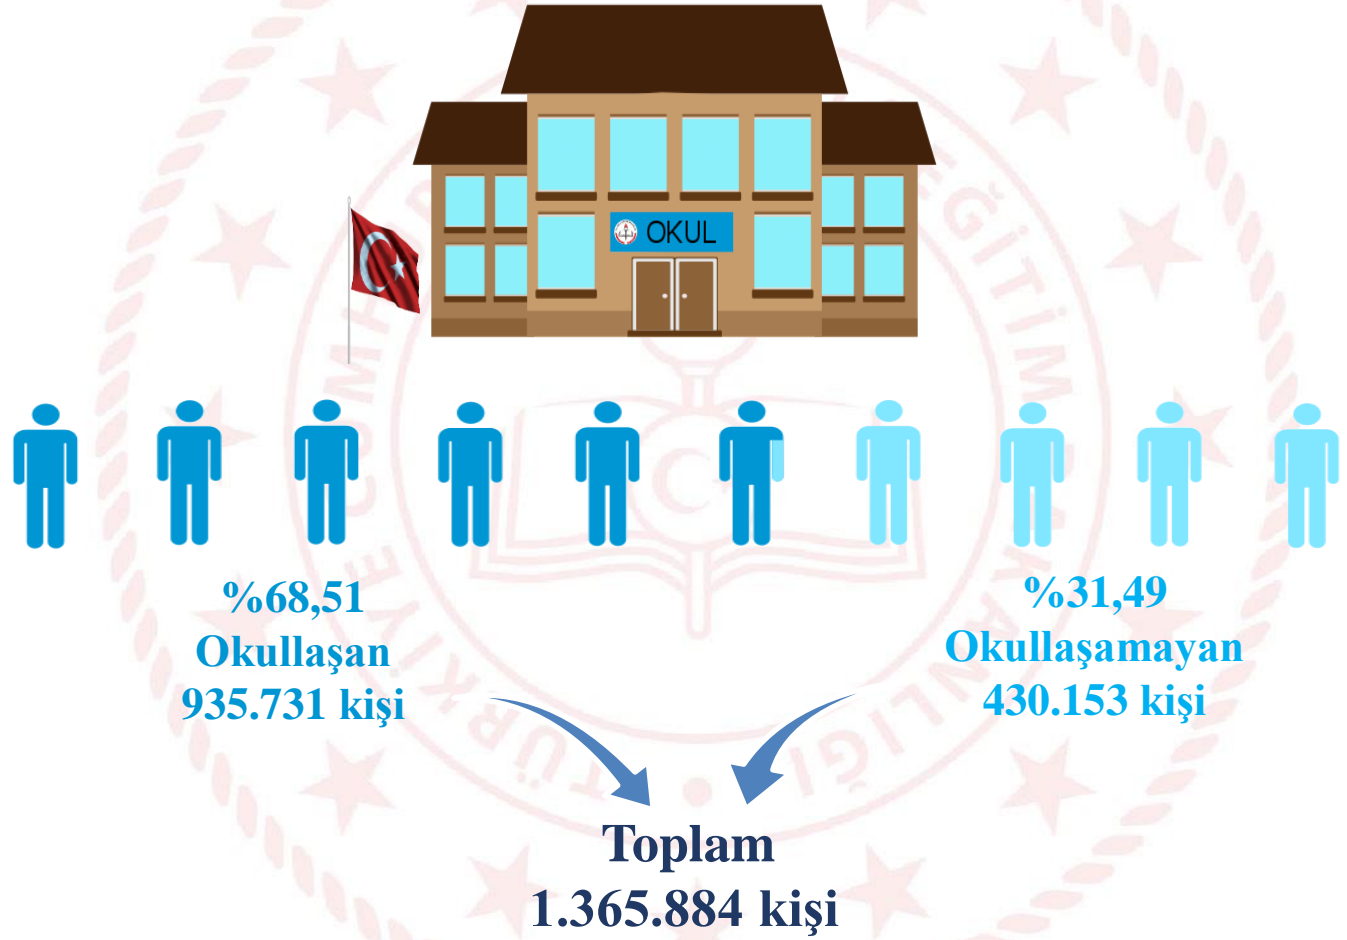 OKUL
%68,51
Okullaşan
935.731 kişi
%31,49
Okullaşamayan
430.153 kişi
Toplam
1.365.884 kişi